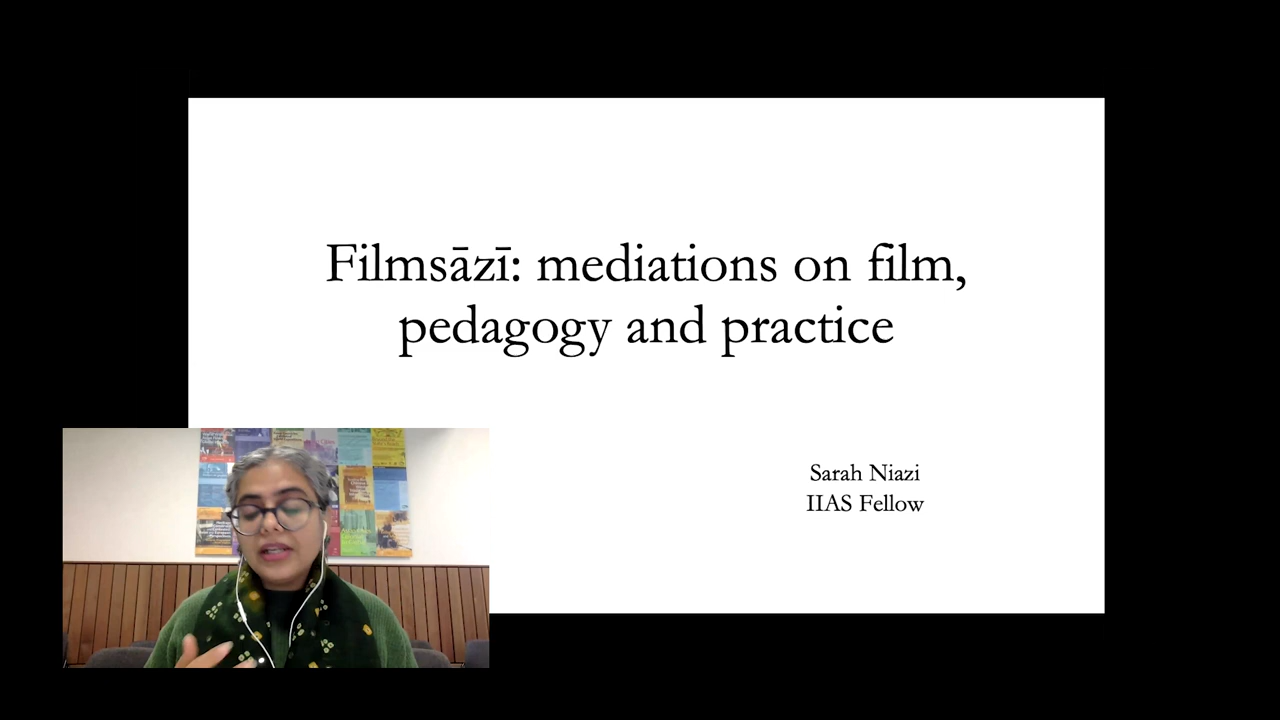 Filmsāzī: mediations on film,
pedagogy and practice
Sarah Niazi
IIAS Fellow